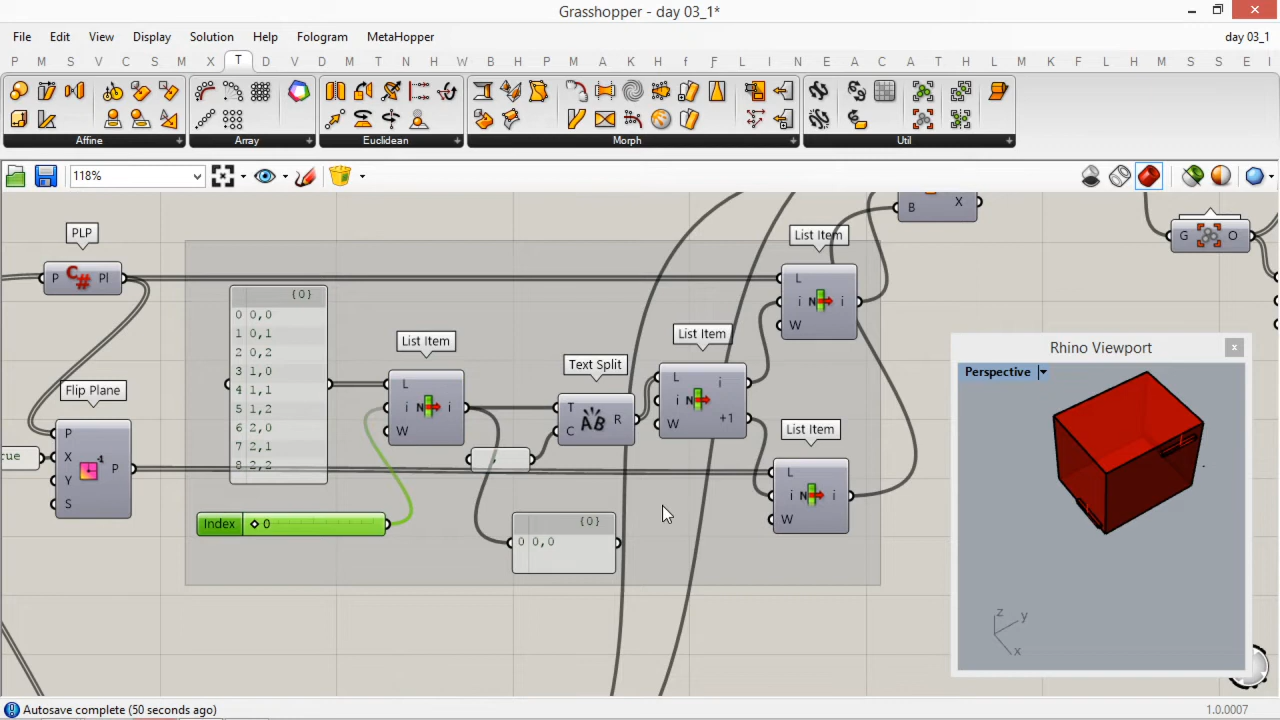 Grasshopper - day 03_1*
File Edit View Display Solution Help Fologram MetaHopper day 03_1
P M S V C S M X S T D V D M K T N H W B H P M A S K H F f F L I N U E A R C P D L M E P S S A V E I
Affine Array Euclidean Morph Util
118%
PLP
P Pl
{0}
0 0,0
1 0,1
2 0,2
3 1,0
4 1,1
5 1,2
6 2,0
7 2,1
8 2,2
Flip Plane
rue
P
X P
Y
S
Index 0
List Item
L
i N i
W
,
{0}
0 0,0
Text Split
T
R
C
List Item
L i
i N
W +1
List Item
L
i N i
W
List Item
L
i N i
W
B X
G O
Rhino Viewport
Perspective
z
y
x
Autosave complete (50 seconds ago) 1.0.0007